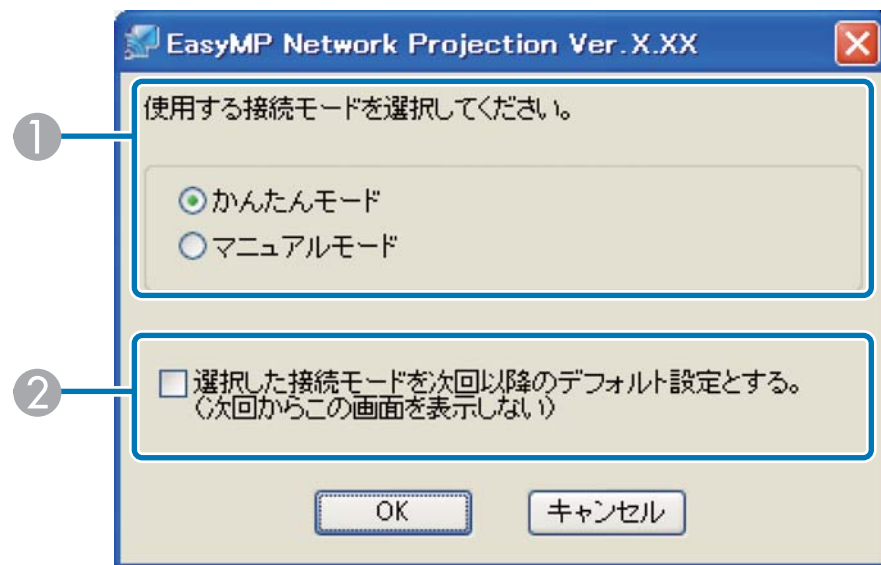 EasyMP Network Projection Ver.X.XX
1
使用する接続モードを選択してください。
かんたんモード
マニュアルモード
2
選択した接続モードを次回以降のデフォルト設定とする。
(次回からこの画面を表示しない)
OK
キャンセル